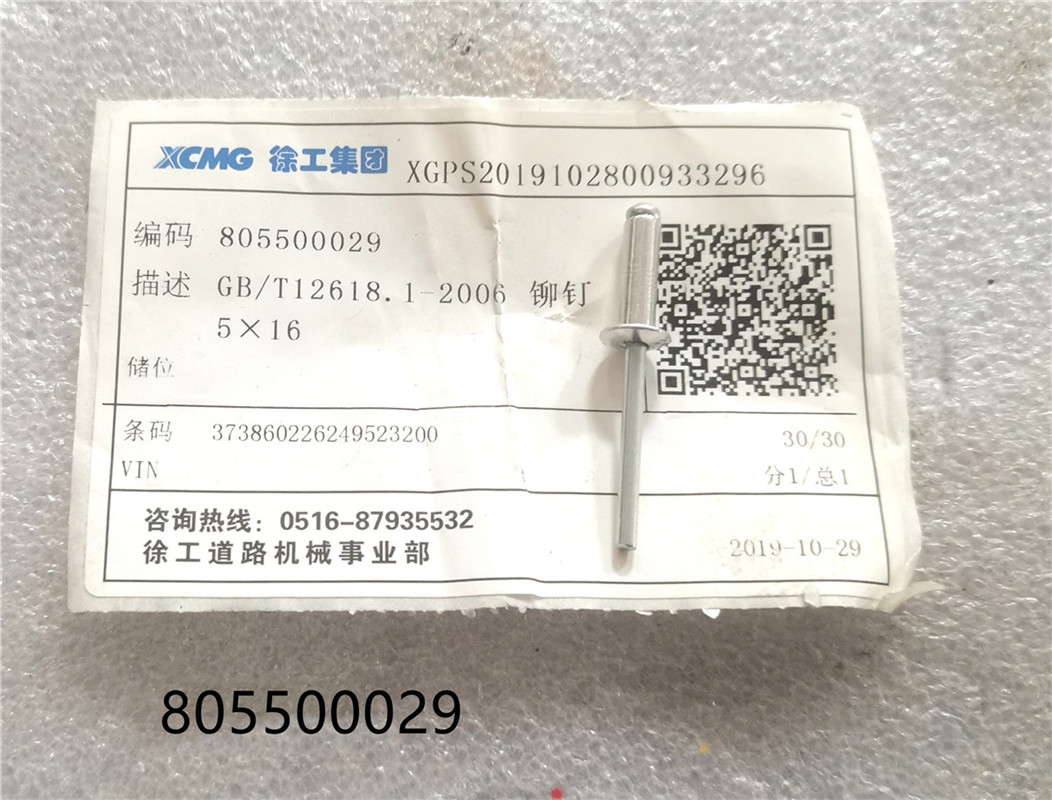 XCMG 徐工集团 XGPS20191028009​33296
编码 805500029
描述 GB/T12618.1-2006 铆钉
5×16
储位
条码 373860226249523200
30/30
VIN
分1/总1
咨询热线：0516-87935532
徐工道路机械事业部
2019-10-29
805500029